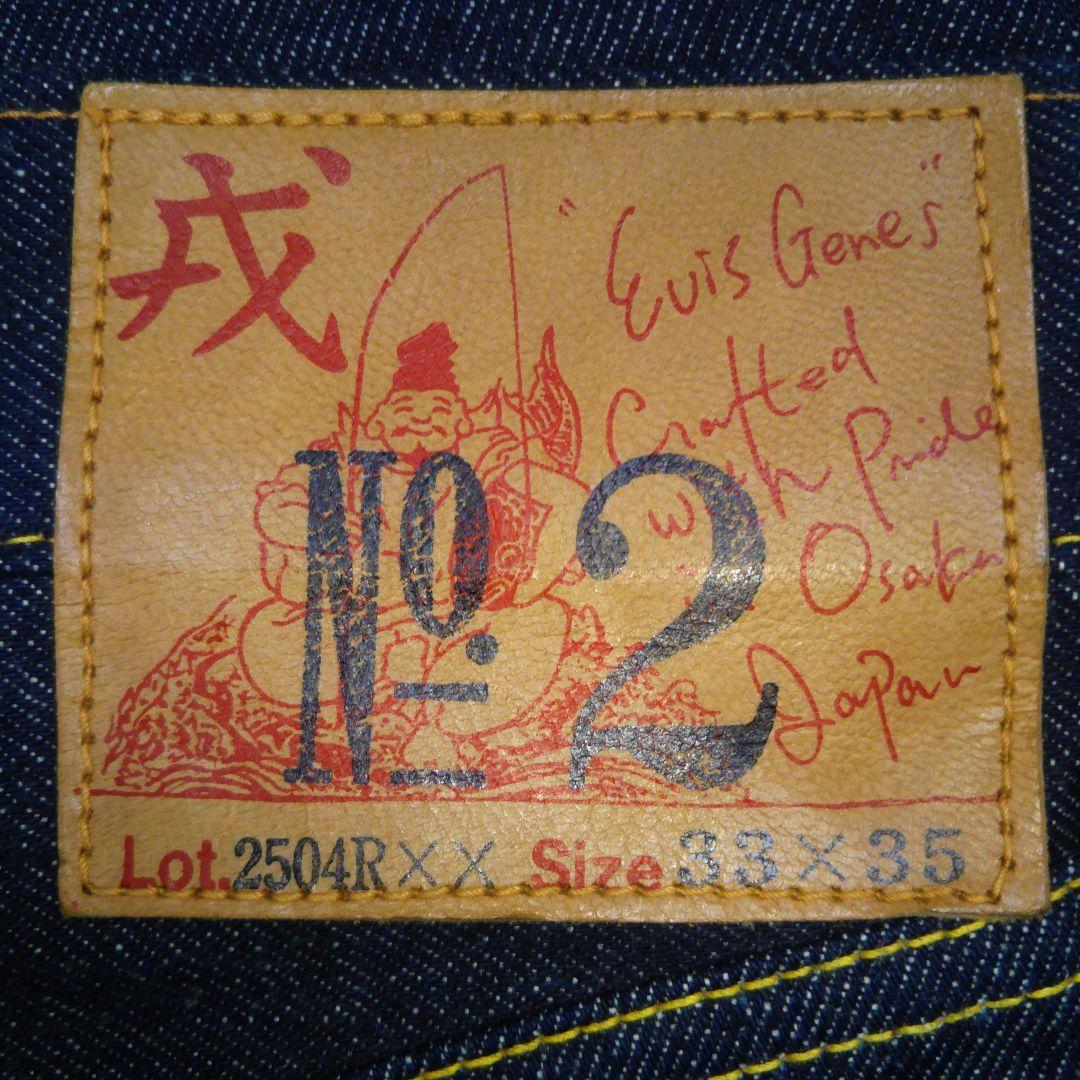 戎
"Evis Genes"
Crafted
with Pride
Osaka
Japan
No. 2
Lot. 2504R×× Size 33×35